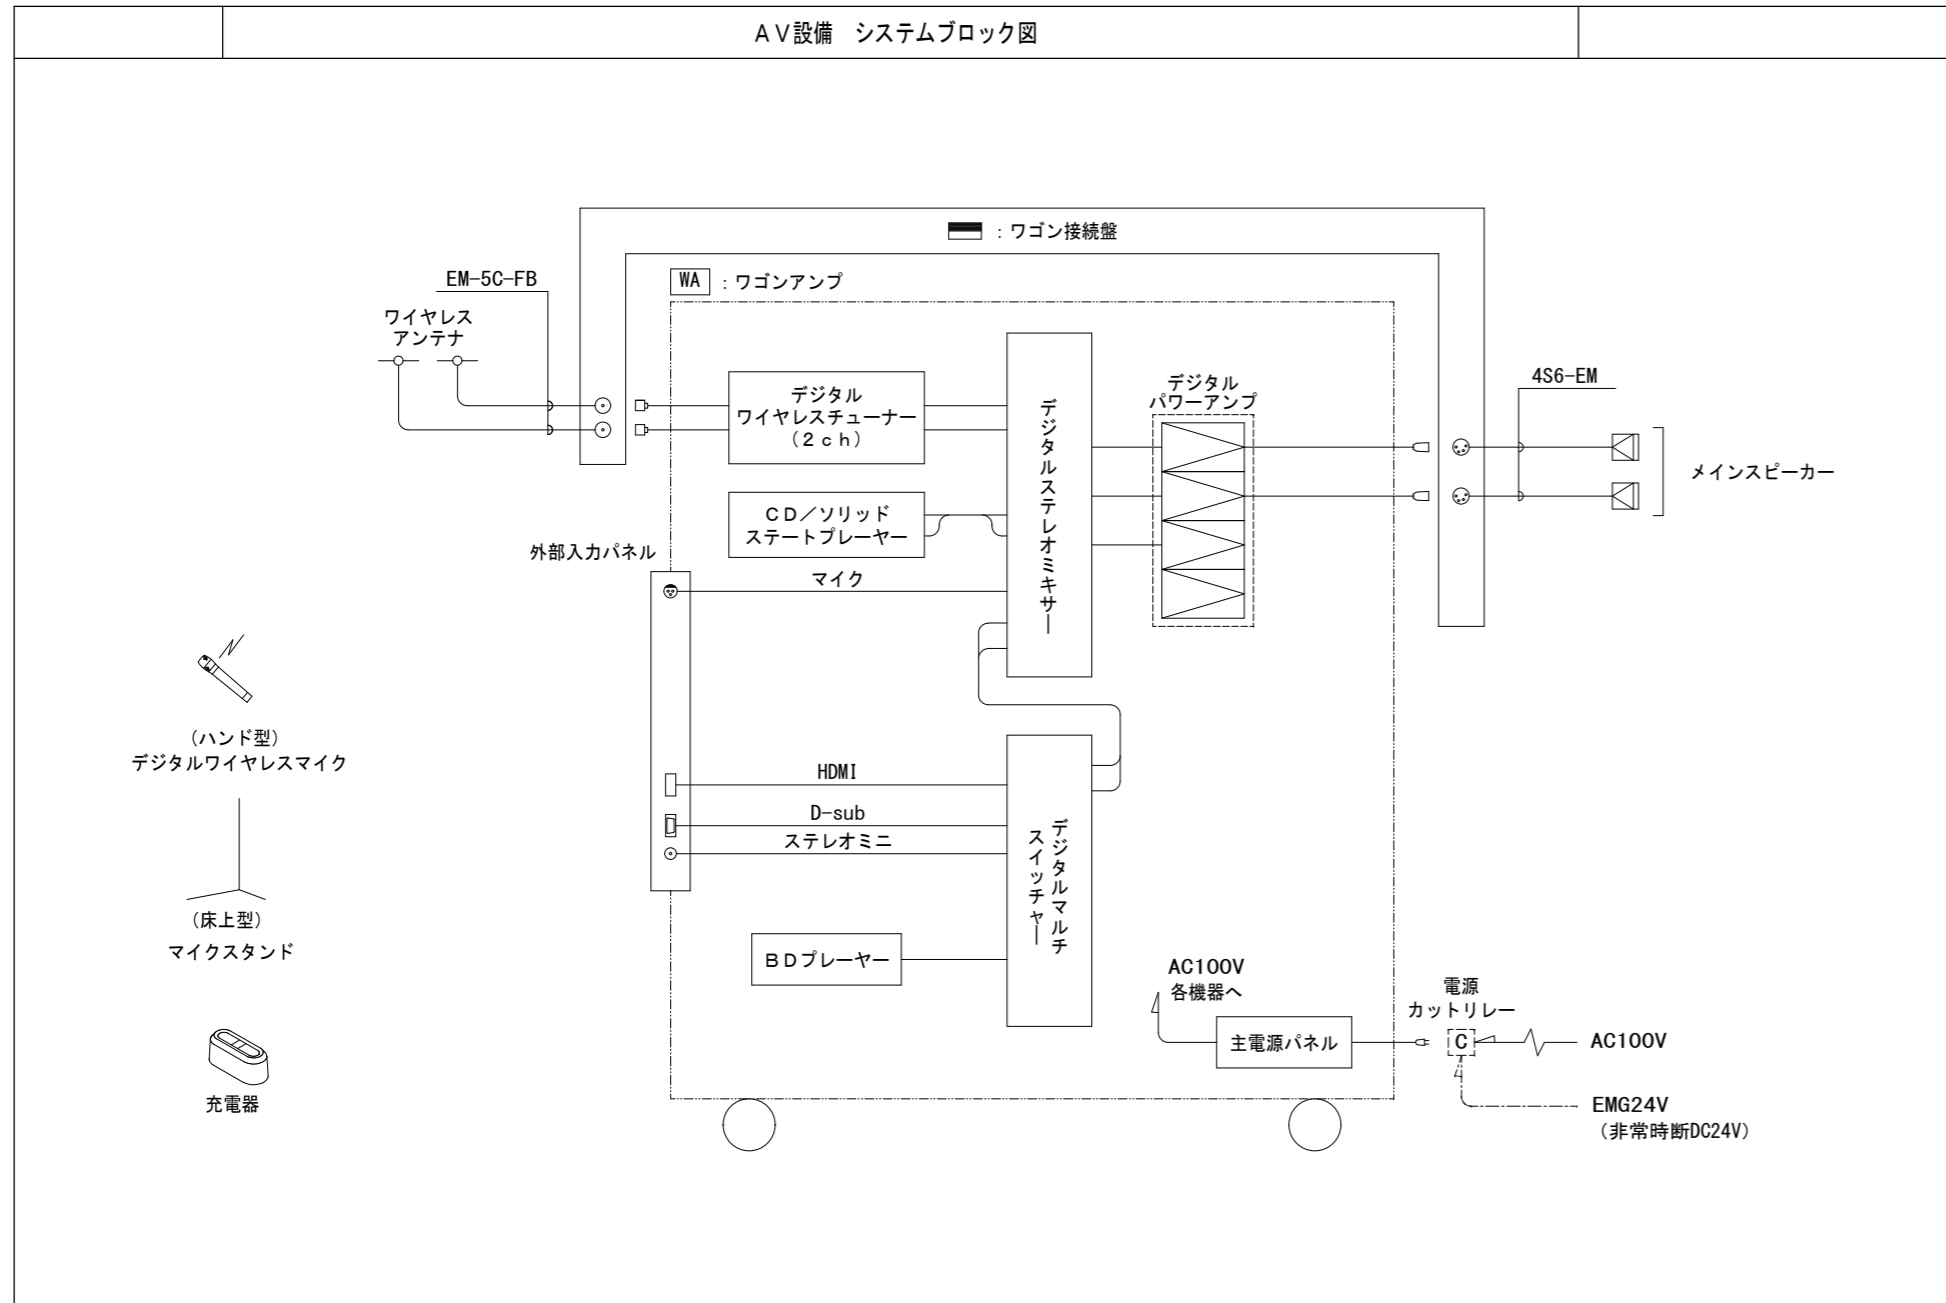 ＡＶ設備　システムブロック図
：ワゴン接続盤
EM-5C-FB
WA ：ワゴンアンプ
ワイヤレス
アンテナ
デジタル
ワイヤレスチューナー
（２ｃｈ）
デジタルステレオミキサー
デジタル
パワーアンプ
4S6-EM
メインスピーカー
ＣＤ／ソリッド
ステートプレーヤー
外部入力パネル
マイク
（ハンド型）
デジタルワイヤレスマイク
HDMI
D-sub
ステレオミニ
デジタルマルチ
スイッチャー
（床上型）
マイクスタンド
ＢＤプレーヤー
AC100V
各機器へ
主電源パネル
電源
カットリレー
C
AC100V
EMG24V
（非常時断DC24V）
充電器